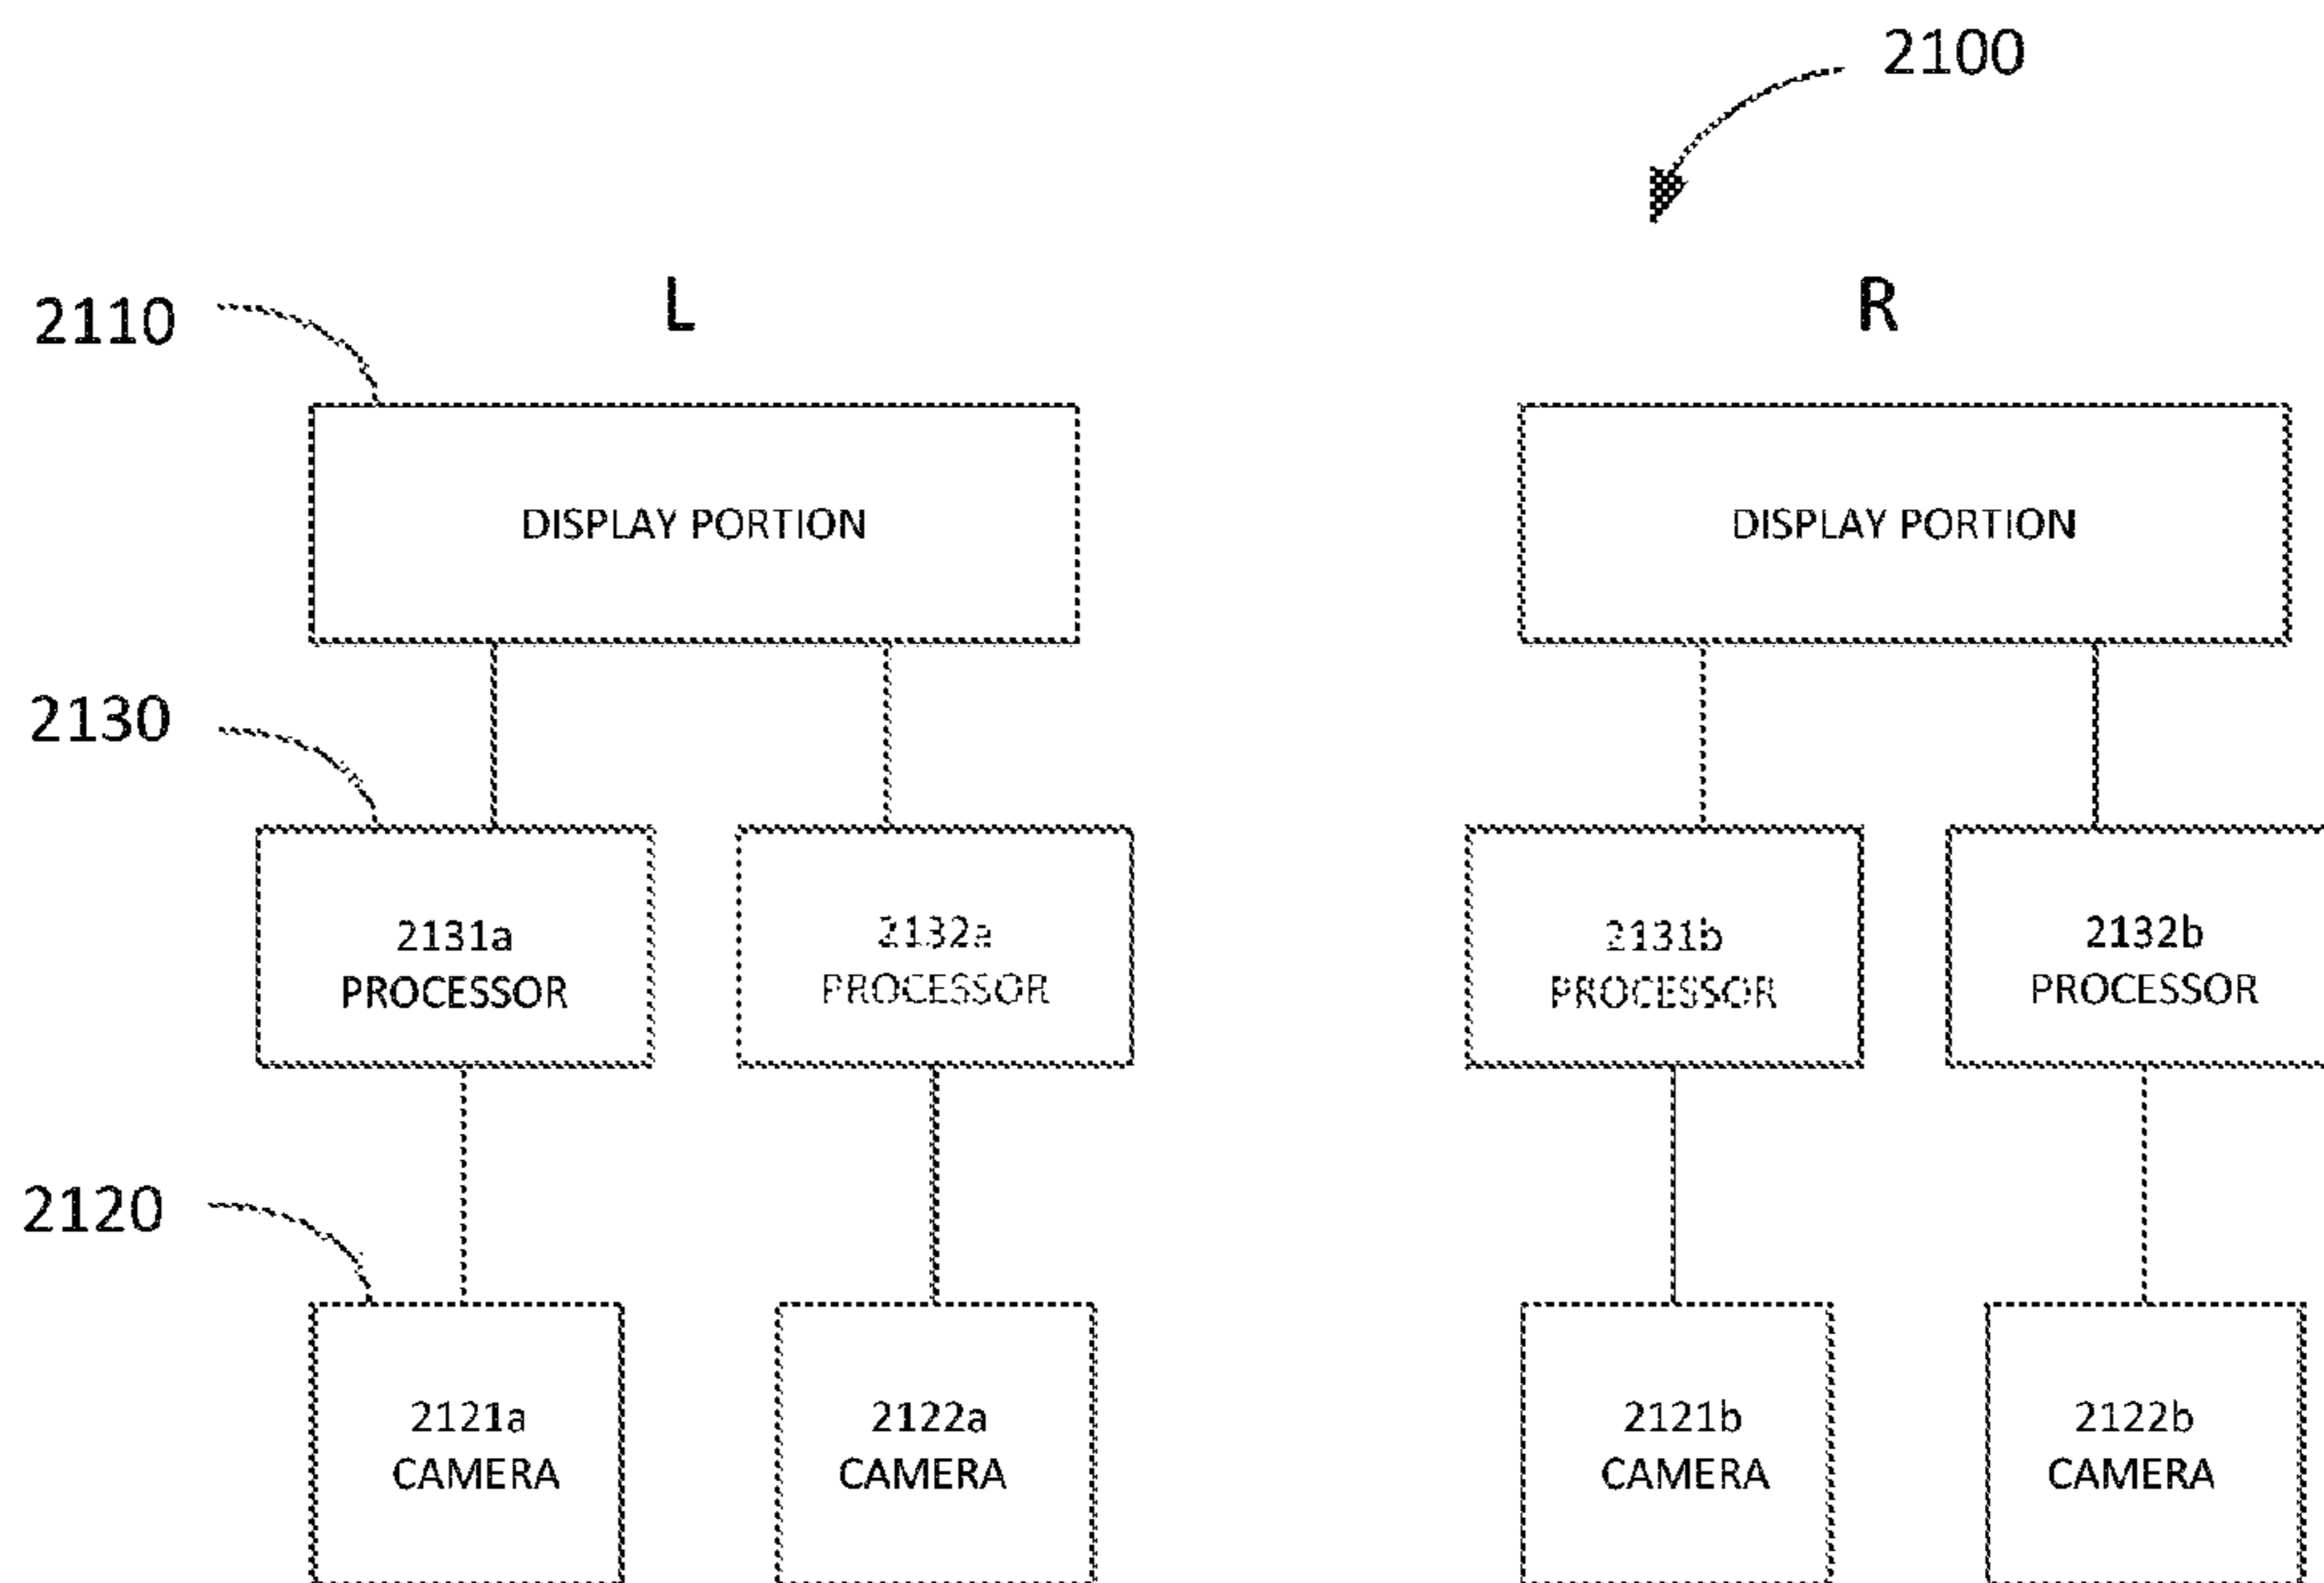 2100
L
R
2110
DISPLAY PORTION
DISPLAY PORTION
2130
2131a
PROCESSOR
2132a
PROCESSOR
2131b
PROCESSOR
2132b
PROCESSOR
2120
2121a
CAMERA
2122a
CAMERA
2121b
CAMERA
2122b
CAMERA